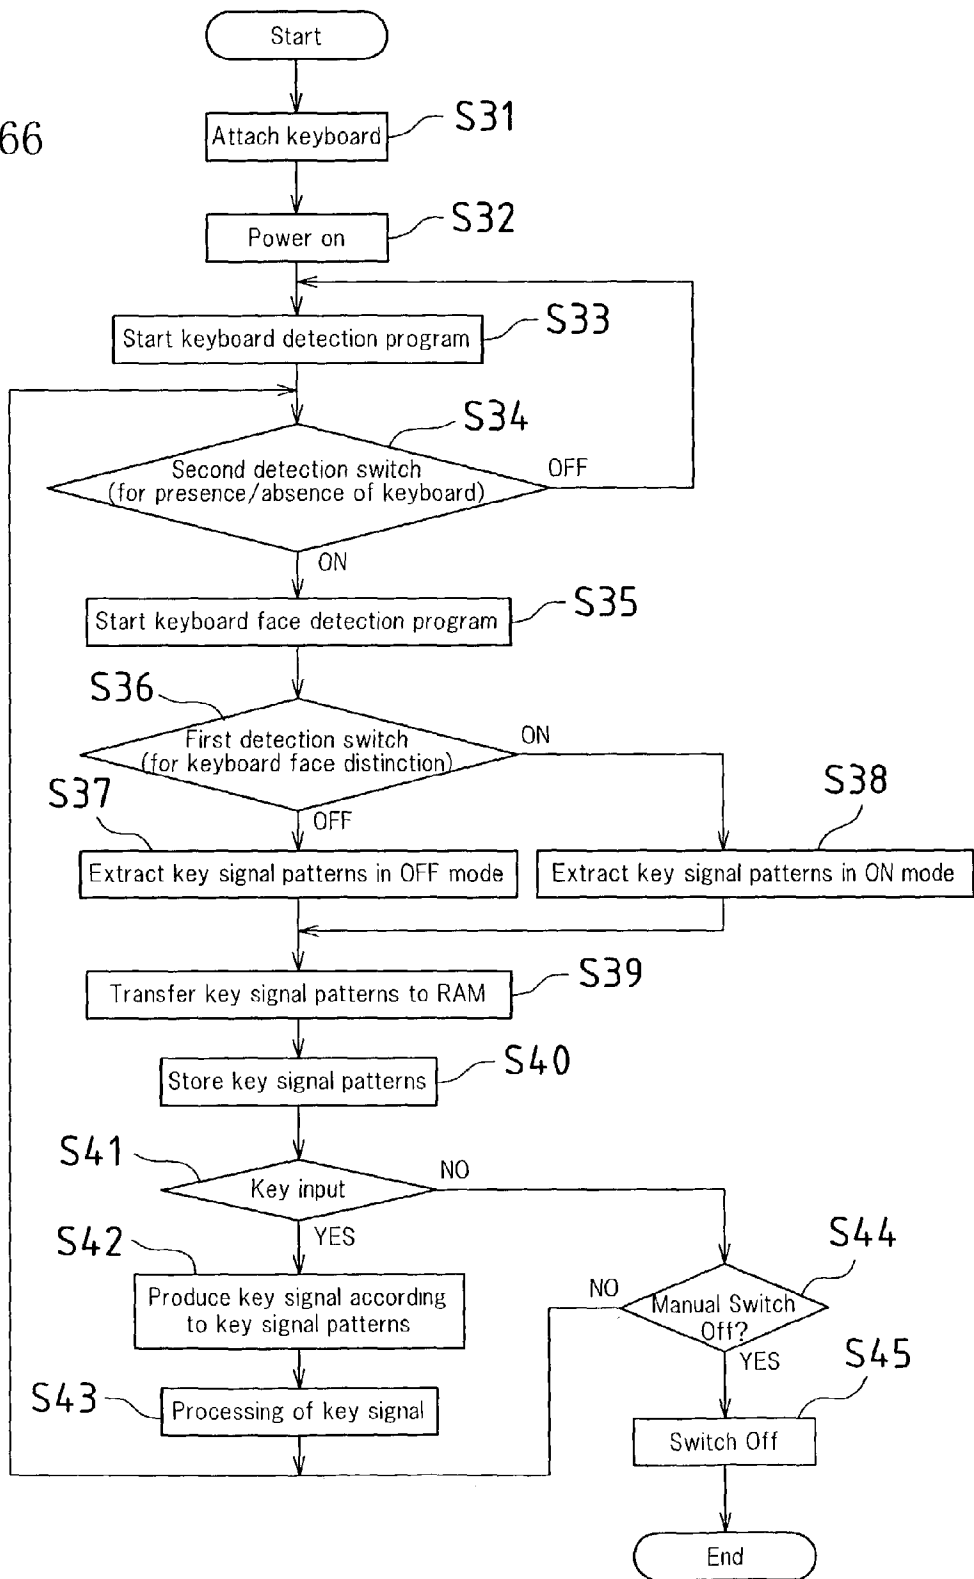 Start
S31
66
Attach keyboard
S32
Power on
S33
Start keyboard detection program
S34
Second detection switch
(for presence/absence of keyboard)
OFF
ON
S35
Start keyboard face detection program
S36
First detection switch
(for keyboard face distinction)
ON
OFF
S37
S38
Extract key signal patterns in OFF mode
Extract key signal patterns in ON mode
S39
Transfer key signal patterns to RAM
S40
Store key signal patterns
S41
Key input
NO
YES
S42
Produce key signal according
to key signal patterns
S44
NO
Manual Switch
Off?
YES
S43
Processing of key signal
S45
Switch Off
End